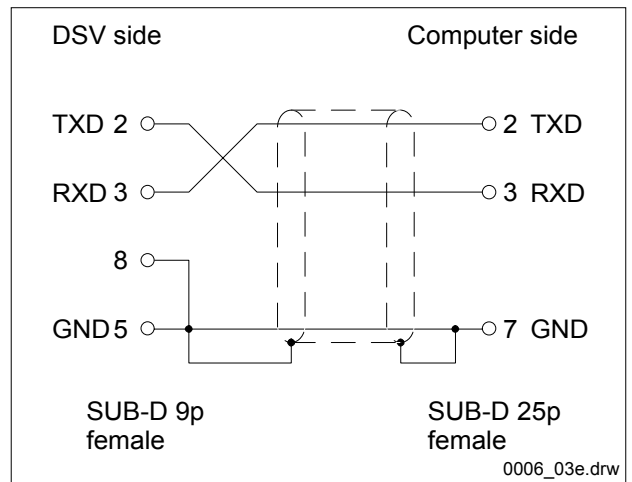 DSV side Computer side
TXD 2 2 TXD
RXD 3 3 RXD
8
GND 5 7 GND
SUB-D 9p SUB-D 25p
female female
0006_03e.drw